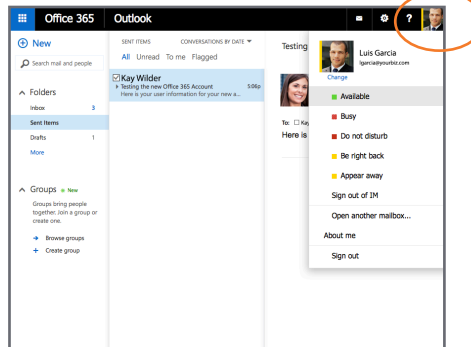 Office 365
Outlook
?
New
Search mail and people
Folders
Inbox 3
Sent Items
Drafts 1
More
Groups New
Groups bring people
together. Join a group or
create one.
Browse groups
Create group
SENT ITEMS CONVERSATIONS BY DATE
All Unread To me Flagged
Kay Wilder
Testing the new Office 365 Account 5:06p
Here is your user information for your new a...
Testing
To: Kay
Here is
Luis Garcia
lgarcia@yourbiz.com
Change
Available
Busy
Do not disturb
Be right back
Appear away
Sign out of IM
Open another mailbox...
About me
Sign out